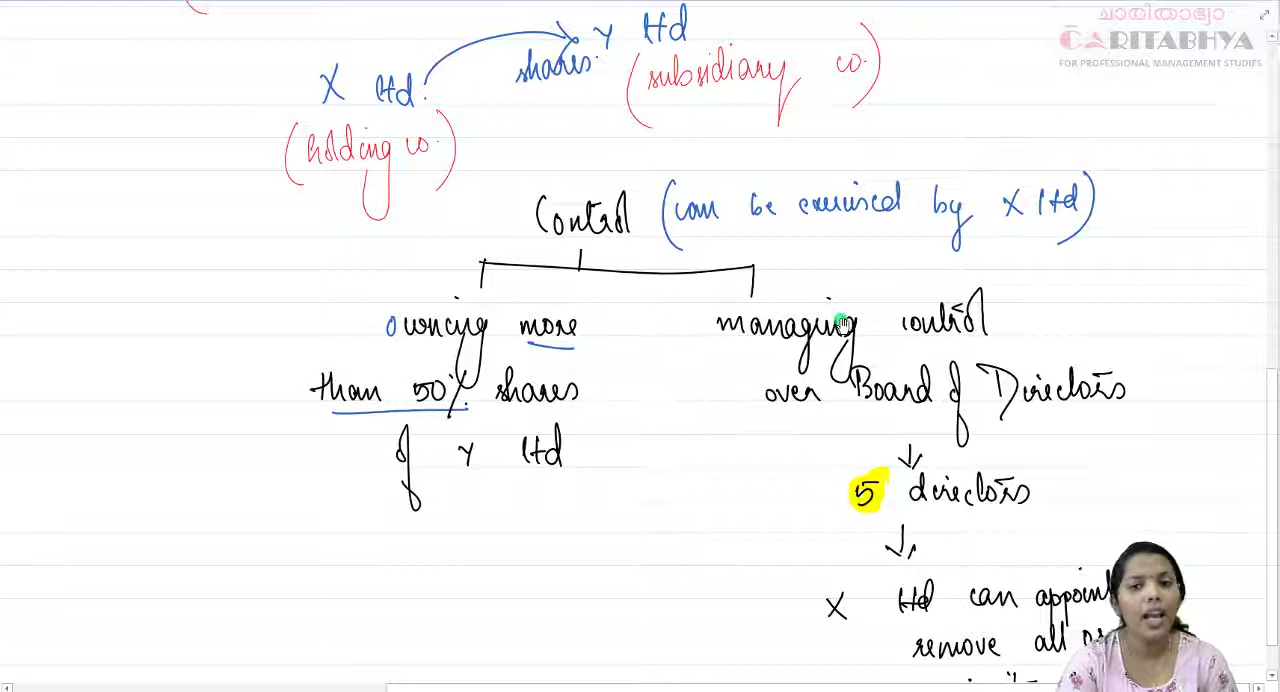 ചാരിതാഭ്യാ
CARITABHYA
FOR PROFESSIONAL MANAGEMENT STUDIES
X Ltd. shares. Y Ltd
(holding co.) (subsidiary co.)
Control (can be exercised by X Ltd)
owning more
than 50% shares
of Y Ltd
managing control
over Board of Directors
5 directors
X Ltd can appoint
remove all or